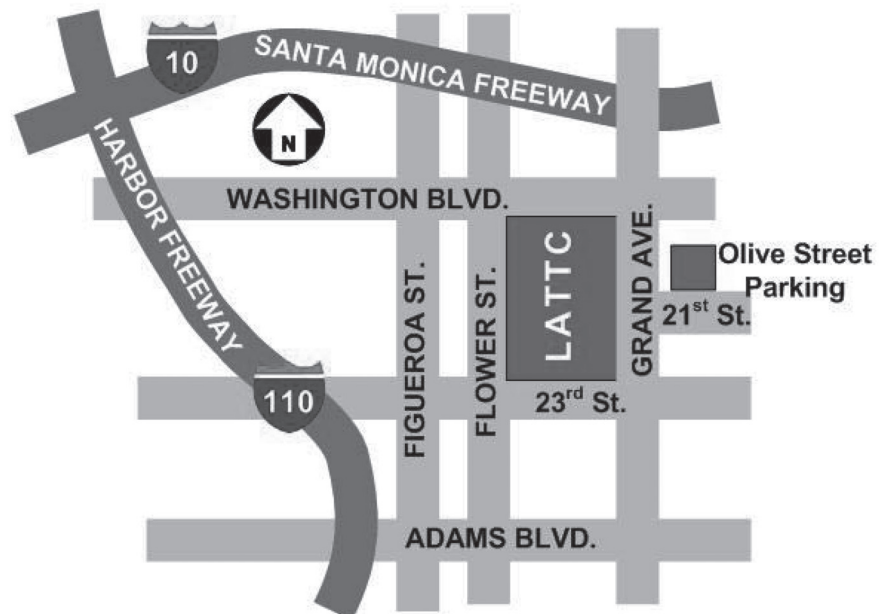 10
SANTA MONICA FREEWAY
N
HARBOR FREEWAY
WASHINGTON BLVD.
LATTC
GRAND AVE.
Olive Street
Parking
21st St.
FIGUEROA ST.
FLOWER ST.
110
23rd St.
ADAMS BLVD.